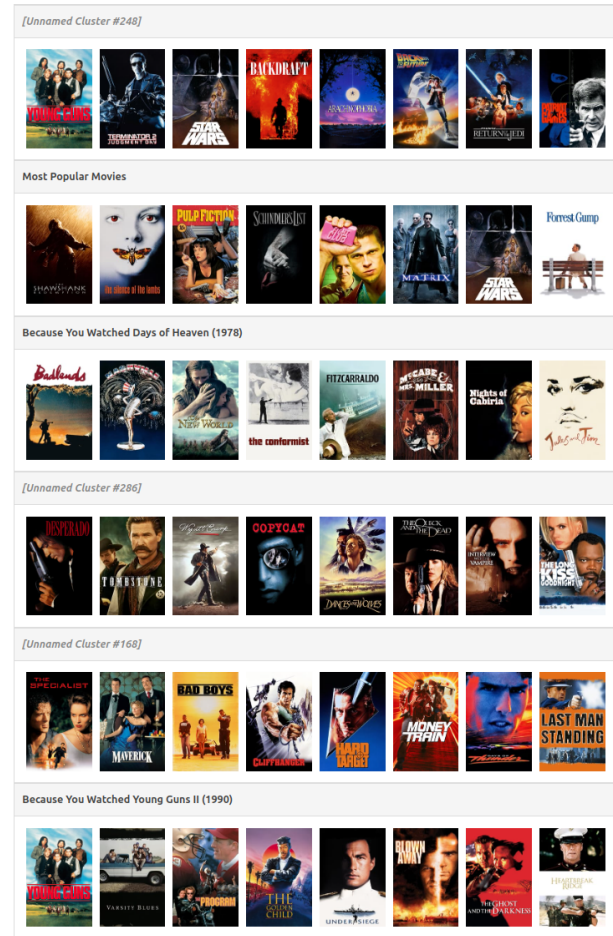 [Unnamed Cluster #248]
YOUNG GUNS
TERMINATOR 2
JUDGMENT DAY
STAR WARS
BACKDRAFT
ARACHNOPHOBIA
BACK TO THE FUTURE
RETURN OF THE JEDI
PATRIOT GAMES
Most Popular Movies
THE SHAWSHANK
REDEMPTION
the silence of the lambs
PULP FICTION
SCHINDLER'S LIST
FIGHT CLUB
MATRIX
STAR WARS
Forrest Gump
Because You Watched Days of Heaven (1978)
Badlands
NASHVILLE
THE NEW WORLD
the conformist
FITZCARRALDO
McCABE &
MRS. MILLER
Nights of
Cabiria
Jules and Jim
[Unnamed Cluster #286]
DESPERADO
TOMBSTONE
Wyatt Earp
COPYCAT
DANCES WITH WOLVES
THE QUICK
AND THE DEAD
INTERVIEW
WITH THE
VAMPIRE
THE LONG
KISS
GOODNIGHT
[Unnamed Cluster #168]
THE
SPECIALIST
MAVERICK
BAD BOYS
CLIFFHANGER
HARD
TARGET
MONEY
TRAIN
Thunder
LAST MAN
STANDING
Because You Watched Young Guns II (1990)
YOUNG GUNS
VARSITY BLUES
THE
PROGRAM
THE
GOLDEN
CHILD
UNDER SIEGE
BLOWN
AWAY
THE GHOST
AND THE DARKNESS
HEARTBREAK
RIDGE